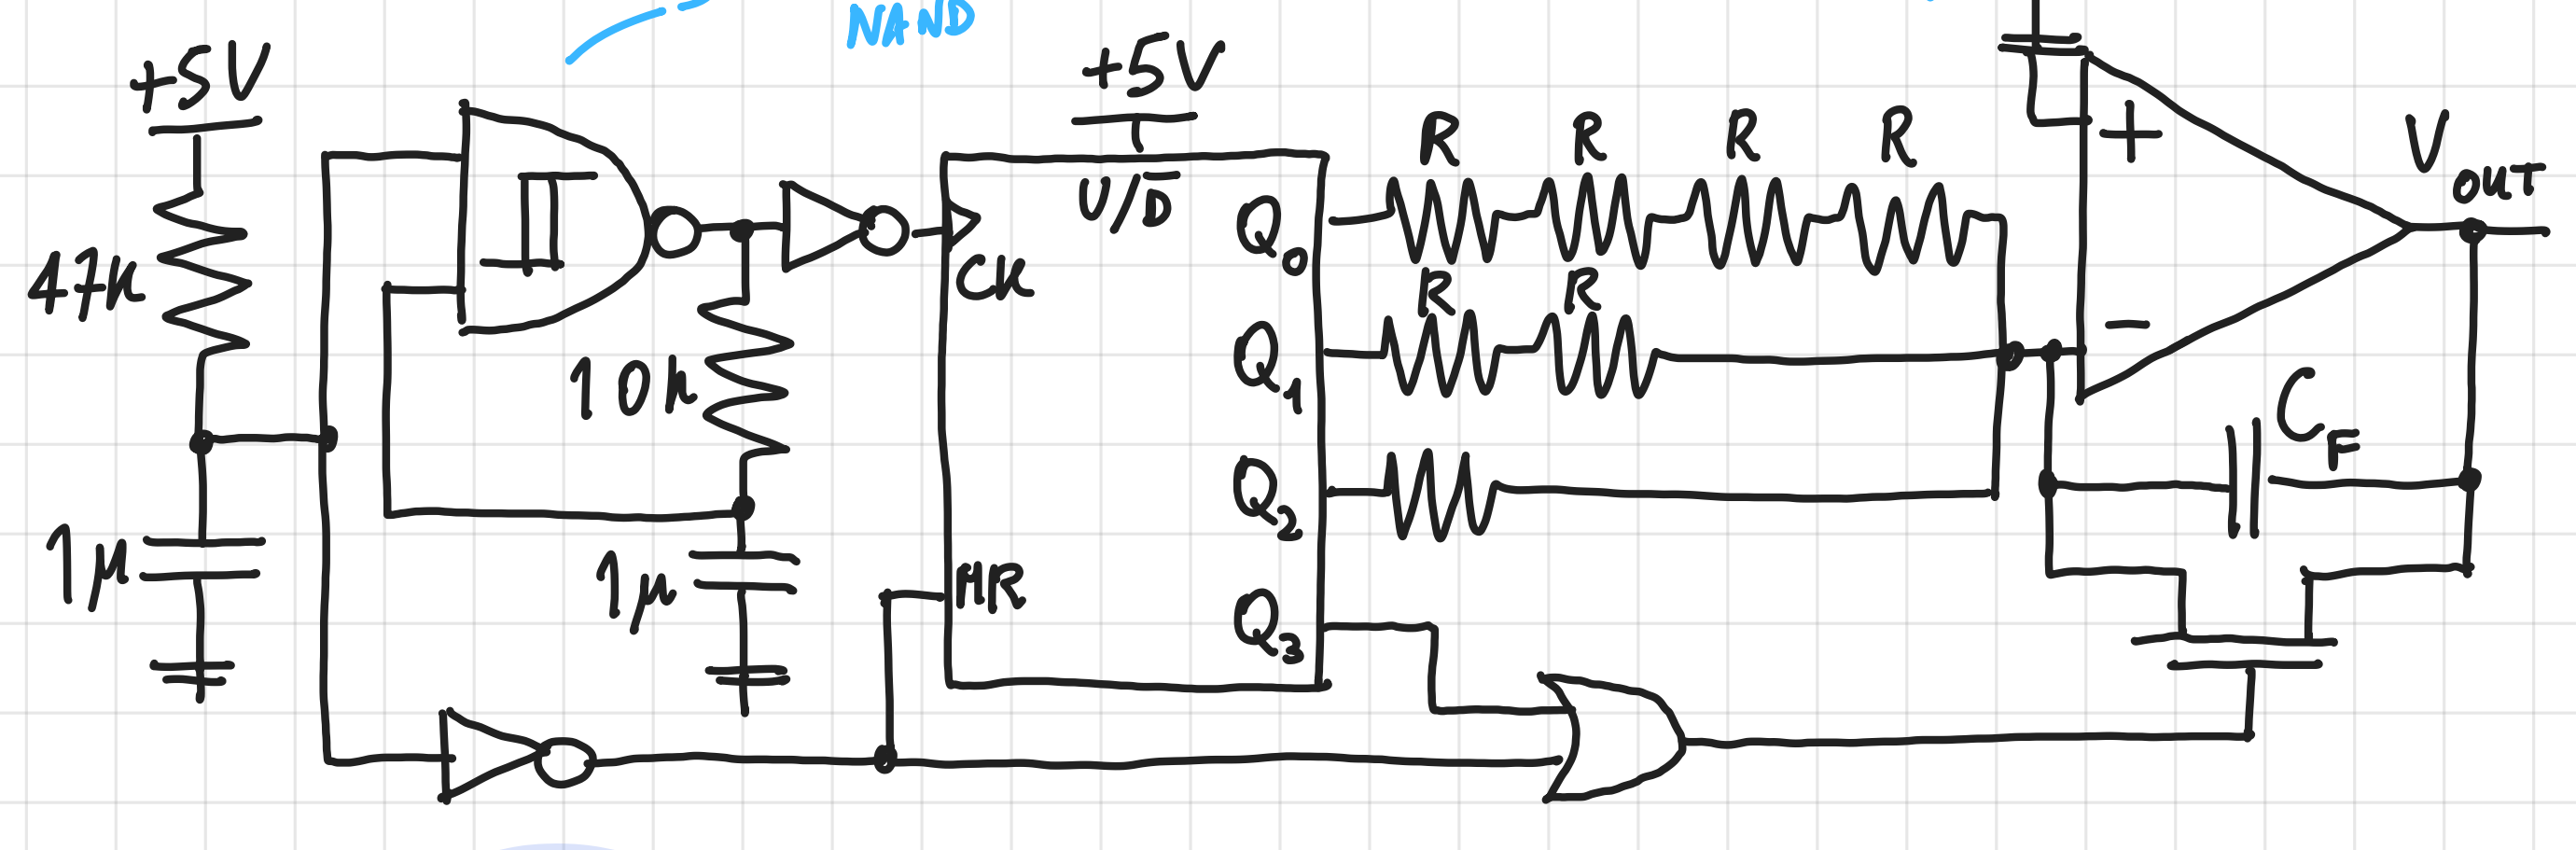 NAND
+5V
47k
1μ
10k
1μ
+5V
U/D̅
CK
MR
Q0
Q1
Q2
Q3
R R R R
R R
+
−
VOUT
CF